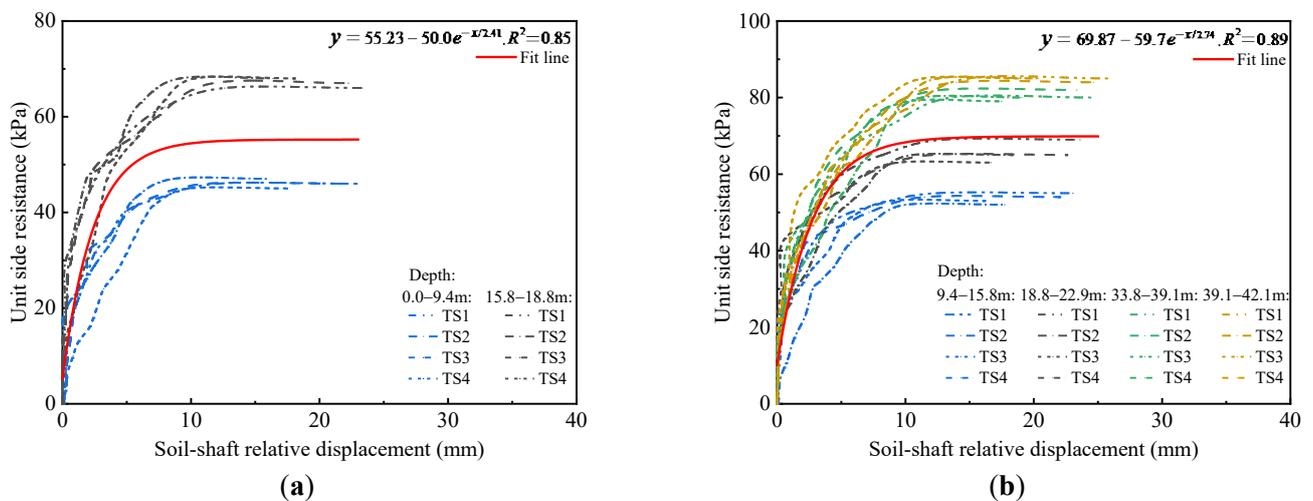 80
60
40
20
0
0
10
20
30
40
Unit side resistance (kPa)
Soil-shaft relative displacement (mm)
y = 55.23 – 50.0e^{–x/2.41}, R²=0.85
Fit line
Depth:
0.0–9.4m: 15.8–18.8m:
TS1 TS1
TS2 TS2
TS3 TS3
TS4 TS4
(a)
100
80
60
40
20
0
0
10
20
30
40
Unit side resistance (kPa)
Soil-shaft relative displacement (mm)
y = 69.87 – 59.7e^{–x/2.74}, R²=0.89
Fit line
Depth:
9.4–15.8m: 18.8–22.9m: 33.8–39.1m: 39.1–42.1m:
TS1 TS1 TS1 TS1
TS2 TS2 TS2 TS2
TS3 TS3 TS3 TS3
TS4 TS4 TS4 TS4
(b)